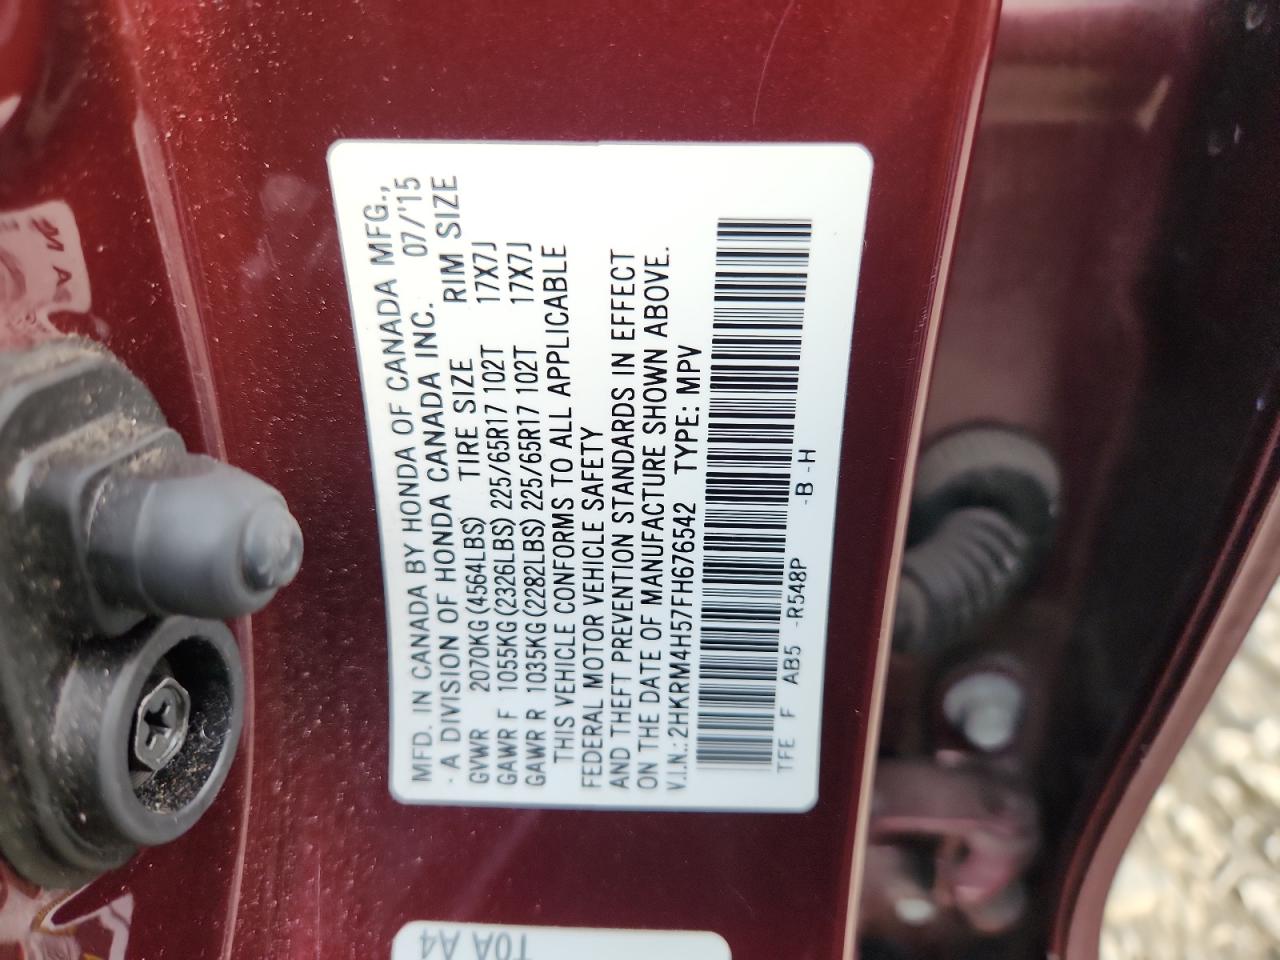 MFD. IN CANADA BY HONDA OF CANADA MFG.,
· A DIVISION OF HONDA CANADA INC. 07/'15
GVWR 2070KG(4564LBS) TIRE SIZE RIM SIZE
GAWR F 1055KG(2326LBS) 225/65R17 102T 17X7J
GAWR R 1035KG(2282LBS) 225/65R17 102T 17X7J
THIS VEHICLE CONFORMS TO ALL APPLICABLE
FEDERAL MOTOR VEHICLE SAFETY
AND THEFT PREVENTION STANDARDS IN EFFECT
ON THE DATE OF MANUFACTURE SHOWN ABOVE.
V.I.N.:2HKRM4H57FH676542 TYPE: MPV
TFE F AB5 -R548P -B -H
T0A A4